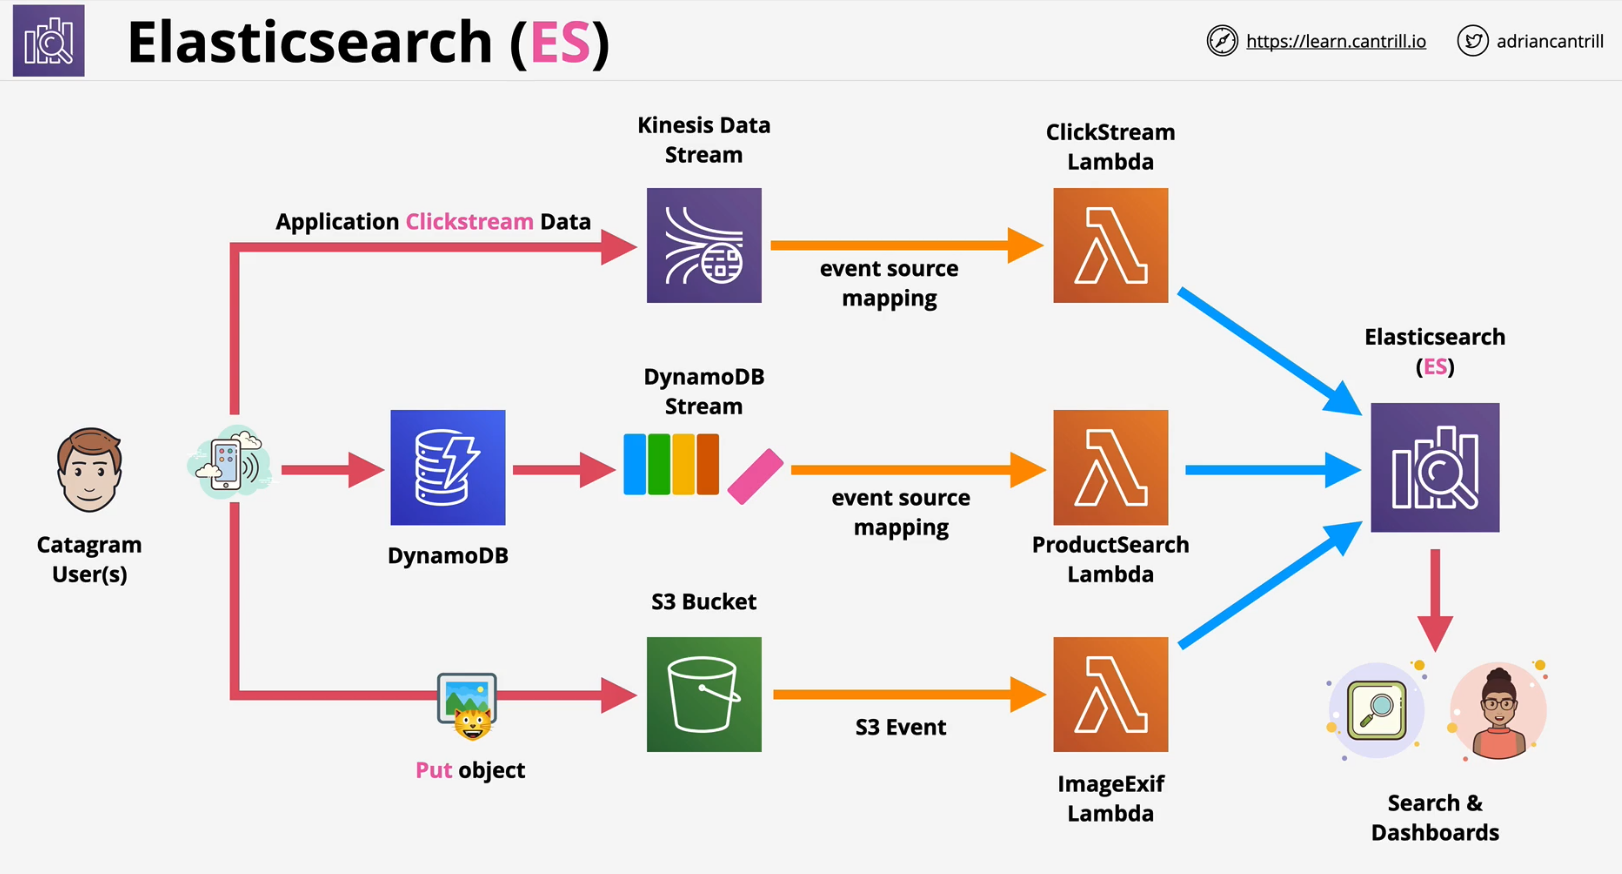 Elasticsearch (ES)
https://learn.cantrill.io
adriancantrill
Kinesis Data
Stream
ClickStream
Lambda
Application Clickstream Data
event source
mapping
Elasticsearch
(ES)
DynamoDB
Stream
event source
mapping
Catagram
User(s)
DynamoDB
ProductSearch
Lambda
S3 Bucket
S3 Event
Put object
ImageExif
Lambda
Search &
Dashboards